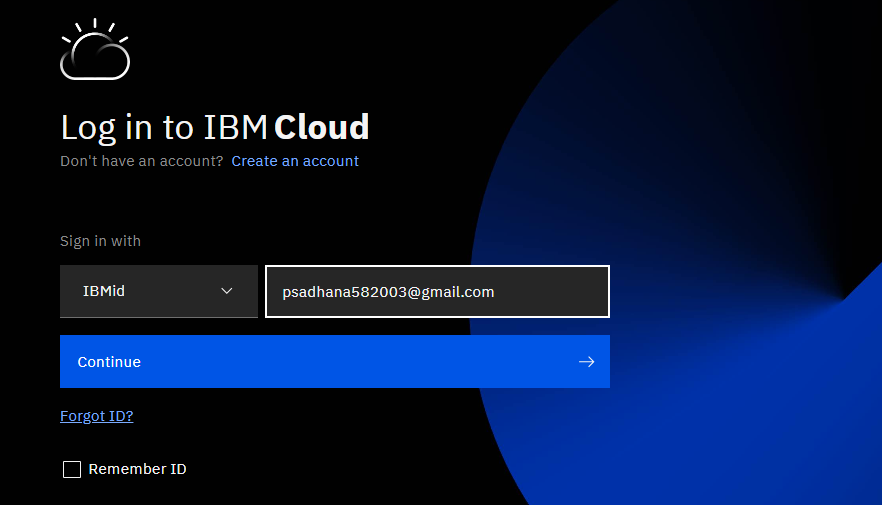 Log in to IBM Cloud
Don't have an account? Create an account
Sign in with
IBMid
psadhana582003@gmail.com
Continue
Forgot ID?
Remember ID